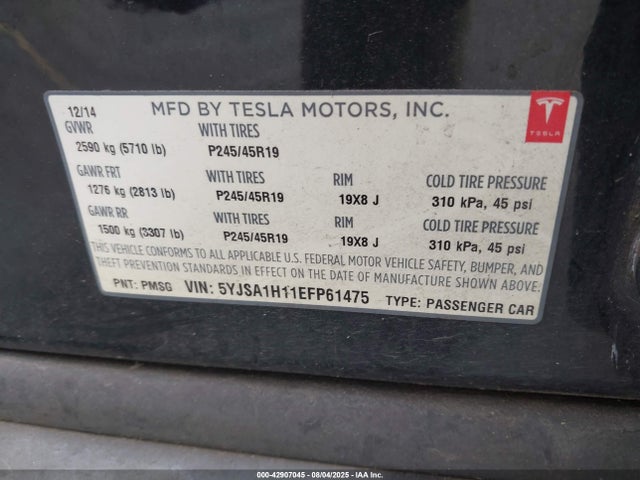 12/14 MFD BY TESLA MOTORS, INC.
GVWR WITH TIRES
2590 kg (5710 lb) P245/45R19
GAWR FRT WITH TIRES RIM COLD TIRE PRESSURE
1276 kg (2813 lb) P245/45R19 19X8 J 310 kPa, 45 psi
GAWR RR WITH TIRES RIM COLD TIRE PRESSURE
1500 kg (3307 lb) P245/45R19 19X8 J 310 kPa, 45 psi
THIS VEHICLE CONFORMS TO ALL APPLICABLE U.S. FEDERAL MOTOR VEHICLE SAFETY, BUMPER, AND
THEFT PREVENTION STANDARDS IN EFFECT ON THE DATE OF MANUFACTURE SHOWN ABOVE.
PNT: PMSG VIN: 5YJSA1H11EFP61475 TYPE: PASSENGER CAR
TESLA
000-42907045 - 08/04/2025 - IAA Inc.